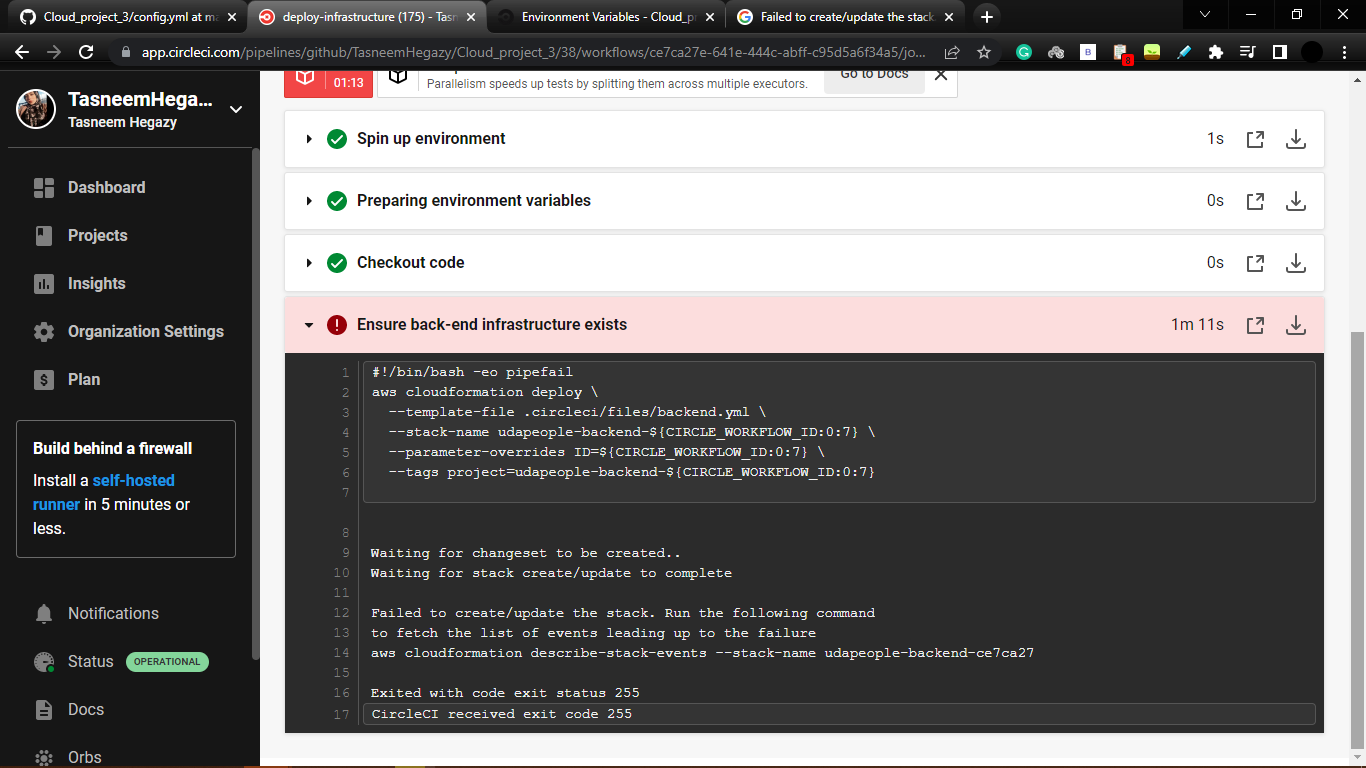 Cloud_project_3/config.yml at ma
deploy-infrastructure (175) - Tasn
Environment Variables - Cloud_pr
Failed to create/update the stack.
app.circleci.com/pipelines/github/TasneemHegazy/Cloud_project_3/38/workflows/ce7ca27e-641e-444c-abff-c95d5a6f34a5/jo...
8
TasneemHega...
Tasneem Hegazy
Dashboard
Projects
Insights
Organization Settings
Plan
Build behind a firewall
Install a self-hosted
runner in 5 minutes or
less.
Notifications
Status OPERATIONAL
Docs
Orbs
01:13
Parallelism speeds up tests by splitting them across multiple executors.
Go to Docs
Spin up environment 1s
Preparing environment variables 0s
Checkout code 0s
Ensure back-end infrastructure exists 1m 11s
1 #!/bin/bash -eo pipefail
2 aws cloudformation deploy \
3 --template-file .circleci/files/backend.yml \
4 --stack-name udapeople-backend-${CIRCLE_WORKFLOW_ID:0:7} \
5 --parameter-overrides ID=${CIRCLE_WORKFLOW_ID:0:7} \
6 --tags project=udapeople-backend-${CIRCLE_WORKFLOW_ID:0:7}
7
8
9 Waiting for changeset to be created..
10 Waiting for stack create/update to complete
11
12 Failed to create/update the stack. Run the following command
13 to fetch the list of events leading up to the failure
14 aws cloudformation describe-stack-events --stack-name udapeople-backend-ce7ca27
15
16 Exited with code exit status 255
17 CircleCI received exit code 255